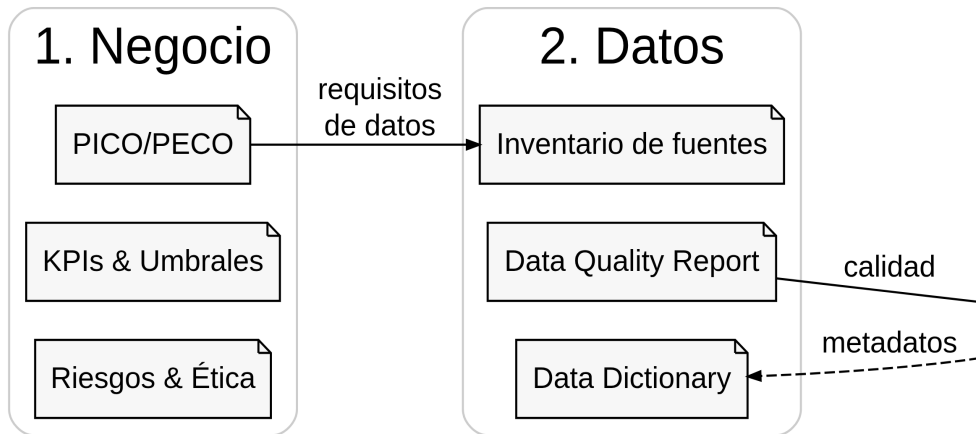 1. Negocio
PICO/PECO
KPIs & Umbrales
Riesgos & Ética
requisitos
de datos
2. Datos
Inventario de fuentes
Data Quality Report
Data Dictionary
calidad
metadatos